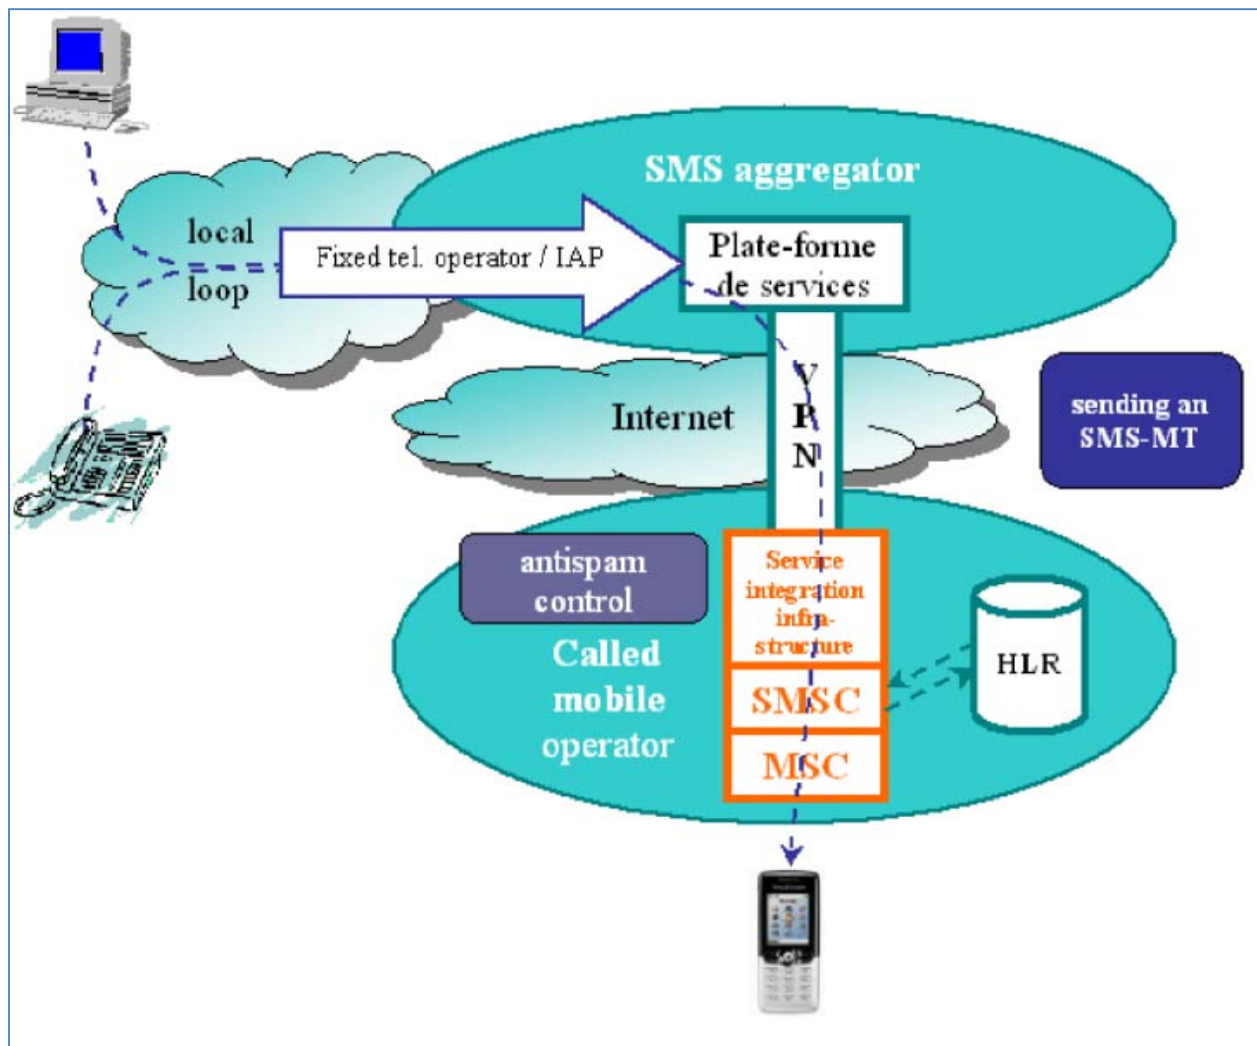 SMS aggregator
local
loop
Fixed tel. operator / IAP
Plate-forme
de services
V
P
N
Internet
sending an
SMS-MT
antispam
control
Service
integration
infra-
structure
Called
mobile
operator
SMSC
MSC
HLR